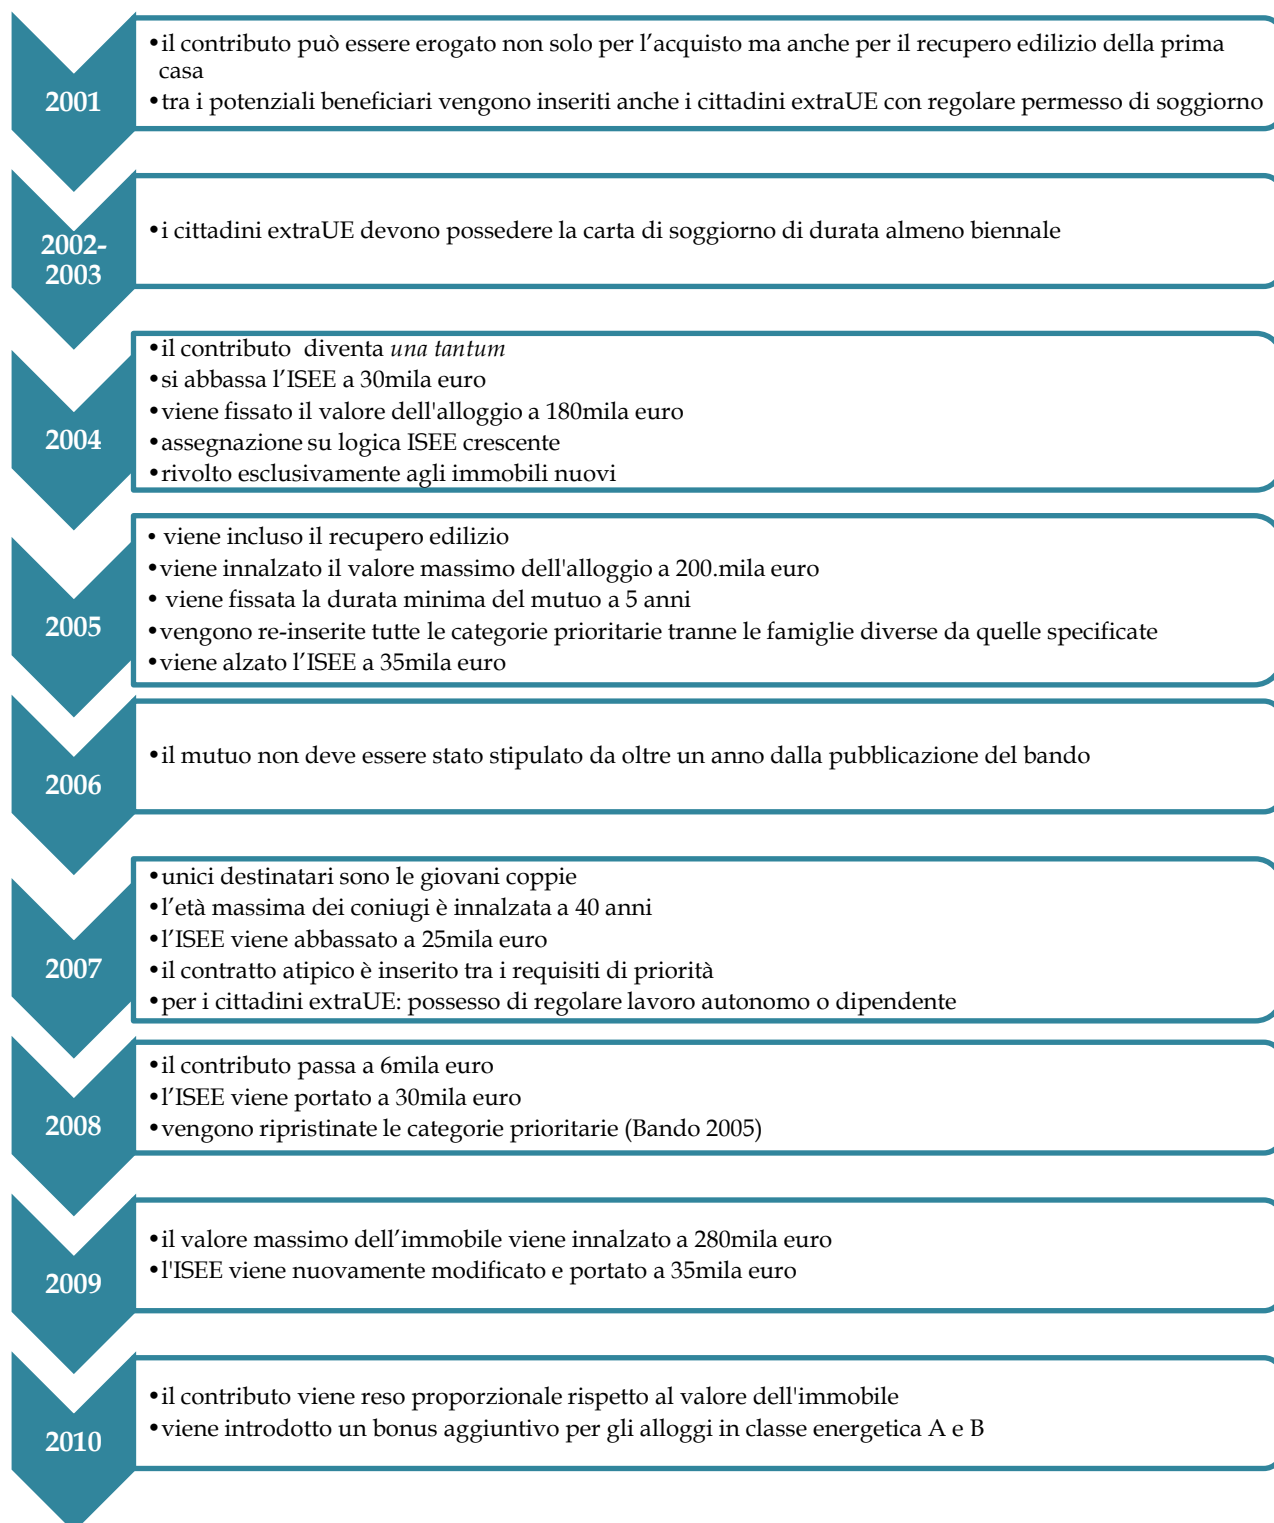 2001
•il contributo può essere erogato non solo per l’acquisto ma anche per il recupero edilizio della prima
casa
•tra i potenziali beneficiari vengono inseriti anche i cittadini extraUE con regolare permesso di soggiorno
2002-
2003
•i cittadini extraUE devono possedere la carta di soggiorno di durata almeno biennale
2004
•il contributo diventa una tantum
•si abbassa l’ISEE a 30mila euro
•viene fissato il valore dell'alloggio a 180mila euro
•assegnazione su logica ISEE crescente
•rivolto esclusivamente agli immobili nuovi
2005
• viene incluso il recupero edilizio
•viene innalzato il valore massimo dell'alloggio a 200.mila euro
• viene fissata la durata minima del mutuo a 5 anni
•vengono re-inserite tutte le categorie prioritarie tranne le famiglie diverse da quelle specificate
•viene alzato l’ISEE a 35mila euro
2006
•il mutuo non deve essere stato stipulato da oltre un anno dalla pubblicazione del bando
2007
•unici destinatari sono le giovani coppie
•l’età massima dei coniugi è innalzata a 40 anni
•l’ISEE viene abbassato a 25mila euro
•il contratto atipico è inserito tra i requisiti di priorità
•per i cittadini extraUE: possesso di regolare lavoro autonomo o dipendente
2008
•il contributo passa a 6mila euro
•l’ISEE viene portato a 30mila euro
•vengono ripristinate le categorie prioritarie (Bando 2005)
2009
•il valore massimo dell’immobile viene innalzato a 280mila euro
•l'ISEE viene nuovamente modificato e portato a 35mila euro
2010
•il contributo viene reso proporzionale rispetto al valore dell'immobile
•viene introdotto un bonus aggiuntivo per gli alloggi in classe energetica A e B